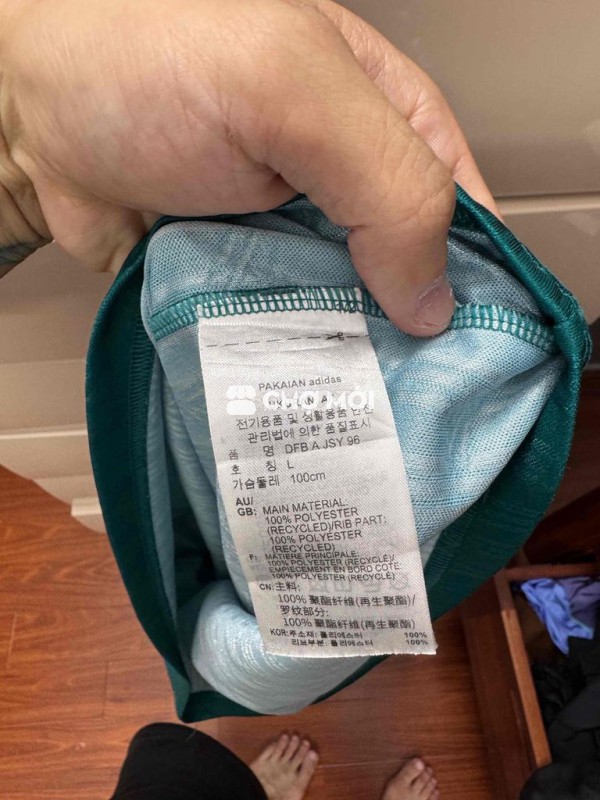 PAKAIAN adidas
CHỢ MỚI
전기용품 및 생활용품 안전
관리법에 의한 품질표시
품 명 DFB A JSY 96
호 칭 L
가슴둘레 100cm
AU/
GB: MAIN MATERIAL:
100% POLYESTER
(RECYCLED)/RIB PART:
100% POLYESTER
(RECYCLED)
F: MATIÈRE PRINCIPALE:
100% POLYESTER (RECYCLÉ)/
EMPIÈCEMENT EN BORD CÔTE:
100% POLYESTER (RECYCLÉ)
CN: 主料:
100% 聚酯纤维(再生聚酯)/
罗纹部分:
100% 聚酯纤维(再生聚酯)
KOR:주소재: 폴리에스터 100%
리브부분: 폴리에스터 100%